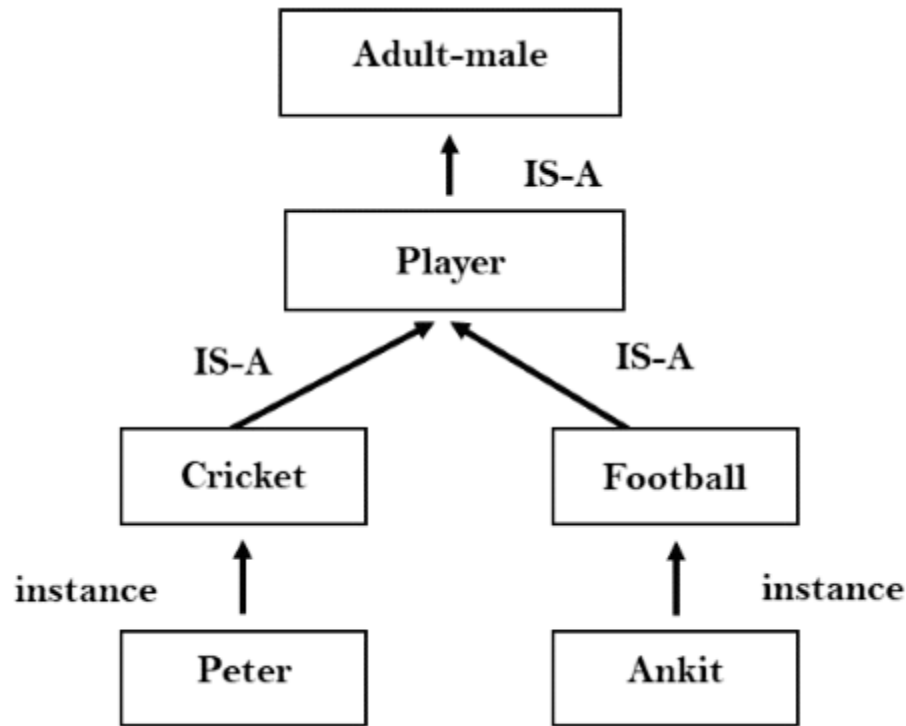 Adult-male
IS-A
Player
IS-A
IS-A
Cricket
Football
instance
instance
Peter
Ankit